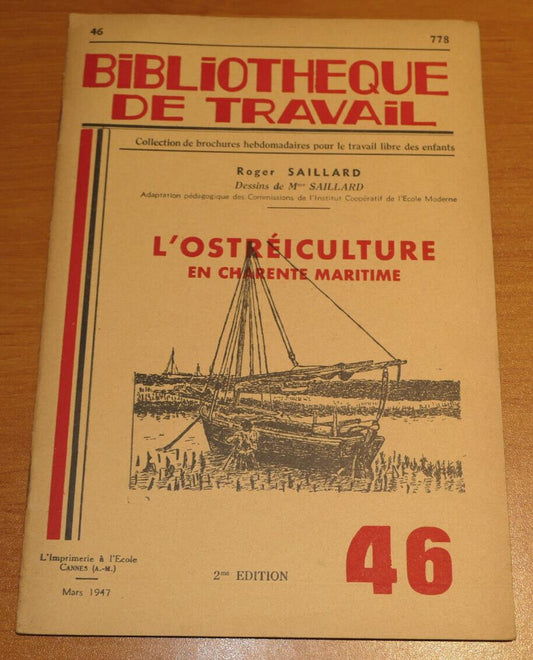 46 778
BiBLiOTHEQUE
DE TRAVAiL
Collection de brochures hebdomadaires pour le travail libre des enfants
Roger SAILLARD
Dessins de Mme SAILLARD
Adaptation pédagogique des Commissions de l'Institut Coopératif de l'Ecole Moderne
L'OSTRÉICULTURE
EN CHARENTE MARITIME
46
L'Imprimerie à l'Ecole
CANNES (A.-M.)
Mars 1947
2me EDITION